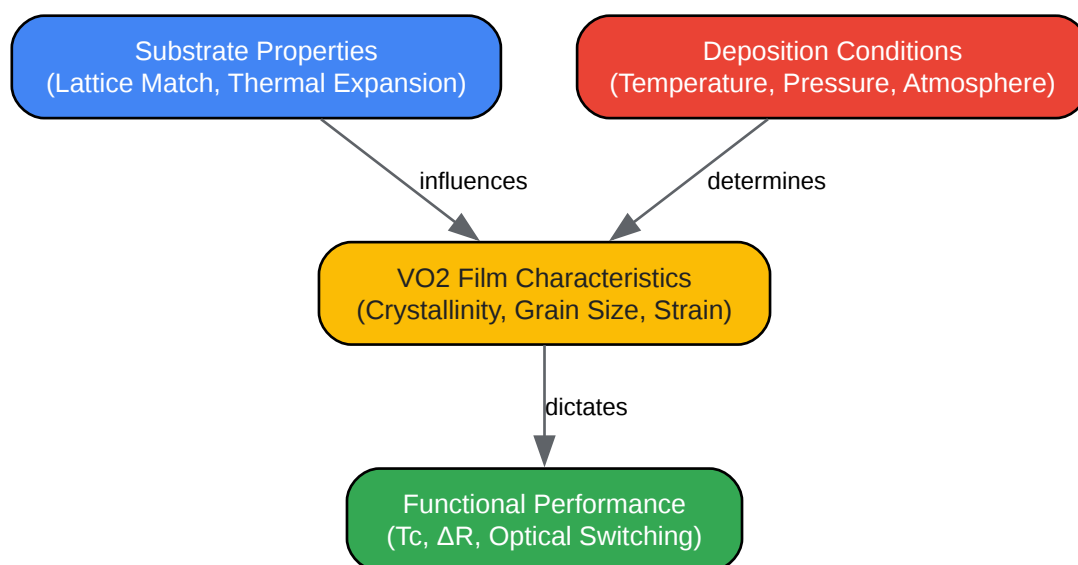 Substrate Properties
(Lattice Match, Thermal Expansion)
Deposition Conditions
(Temperature, Pressure, Atmosphere)
influences
determines
VO2 Film Characteristics
(Crystallinity, Grain Size, Strain)
dictates
Functional Performance
(Tc, ΔR, Optical Switching)